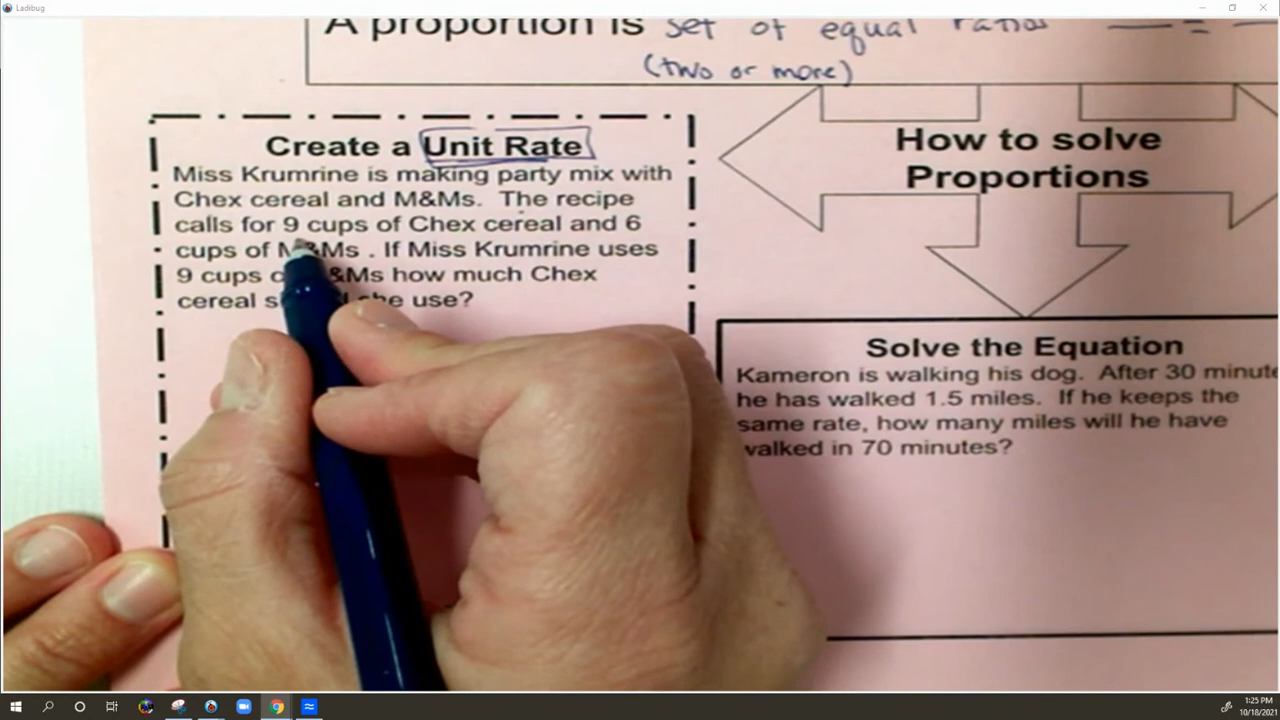 Ladibug
A proportion is set of equal ratios
(two or more)
Create a Unit Rate
Miss Krumrine is making party mix with
Chex cereal and M&Ms. The recipe
calls for 9 cups of Chex cereal and 6
cups of M&Ms . If Miss Krumrine uses
9 cups &Ms how much Chex
cereal she use?
How to solve
Proportions
Solve the Equation
Kameron is walking his dog. After 30 minute
he has walked 1.5 miles. If he keeps the
same rate, how many miles will he have
walked in 70 minutes?
1:25 PM
10/18/2021